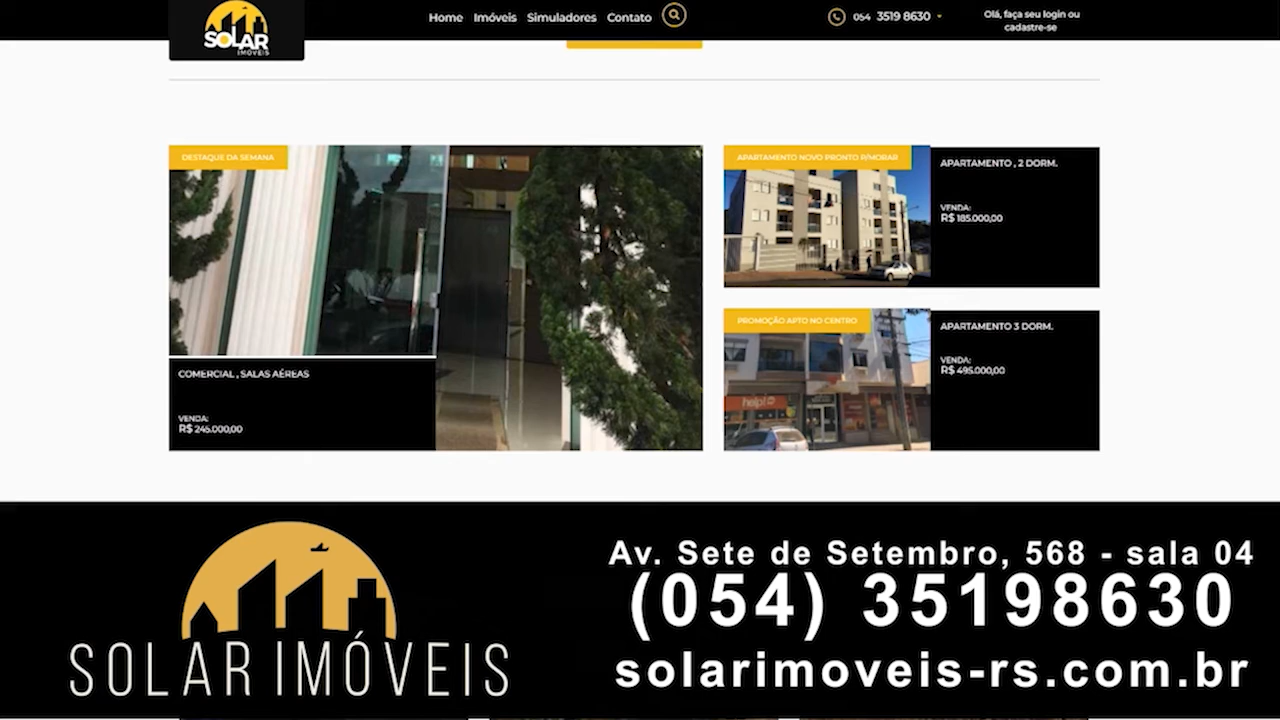 SOLAR
IMÓVEIS
Home Imóveis Simuladores Contato
054 3519 8630
Olá, faça seu login ou
cadastre-se
DESTAQUE DA SEMANA
COMERCIAL , SALAS AÉREAS
VENDA:
R$ 245.000,00
APARTAMENTO NOVO PRONTO P/MORAR
APARTAMENTO , 2 DORM.
VENDA:
R$ 185.000,00
PROMOÇÃO APTO NO CENTRO
help!
APARTAMENTO 3 DORM.
VENDA:
R$ 495.000,00
SOLAR IMÓVEIS
Av. Sete de Setembro, 568 - sala 04
(054) 35198630
solarimoveis-rs.com.br